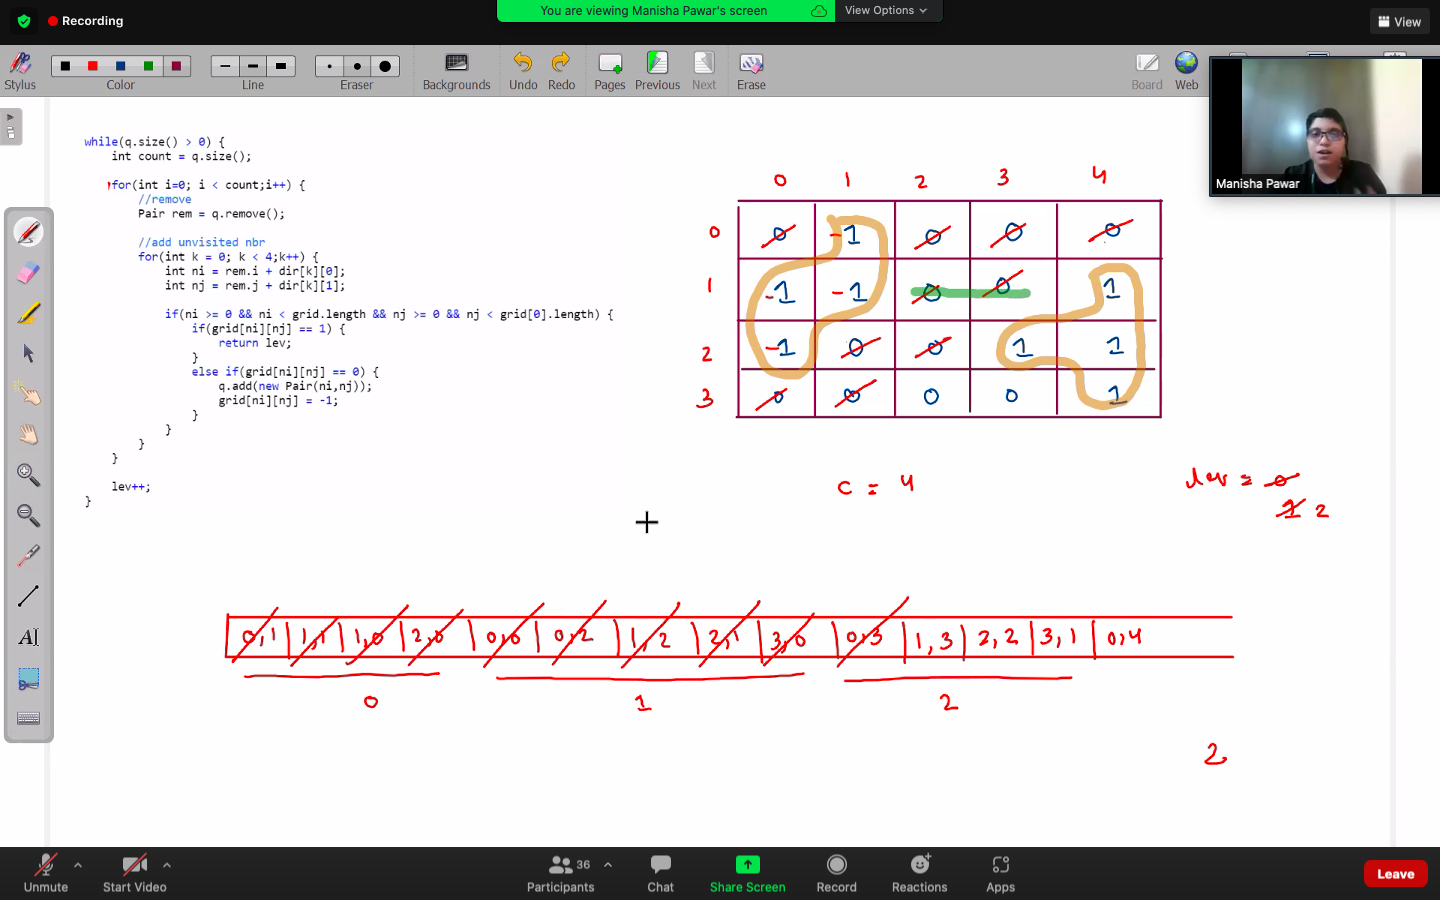 Recording
You are viewing Manisha Pawar's screen
View Options
View
Stylus
Color
Line
Eraser
Backgrounds
Undo
Redo
Pages
Previous
Next
Erase
Board
Web
Manisha Pawar
while(q.size() > 0) {
int count = q.size();
for(int i=0; i < count;i++) {
//remove
Pair rem = q.remove();
//add unvisited nbr
for(int k = 0; k < 4;k++) {
int ni = rem.i + dir[k][0];
int nj = rem.j + dir[k][1];
if(ni >= 0 && ni < grid.length && nj >= 0 && nj < grid[0].length) {
if(grid[ni][nj] == 1) {
return lev;
}
else if(grid[ni][nj] == 0) {
q.add(new Pair(ni,nj));
grid[ni][nj] = -1;
}
}
}
}
lev++;
}
0 1 2 3 4
0 0 -1 0 0 0
1 -1 -1 0 0 1
2 -1 0 0 1 1
3 0 0 0 0 1
c = 4
lev = 0
1 2
0,1 1,1 1,0 2,0 0,0 0,2 1,2 2,1 3,0 0,3 1,3 2,2 3,1 0,4
0 1 2
2
AI
Unmute
Start Video
36
Participants
Chat
Share Screen
Record
Reactions
Apps
Leave